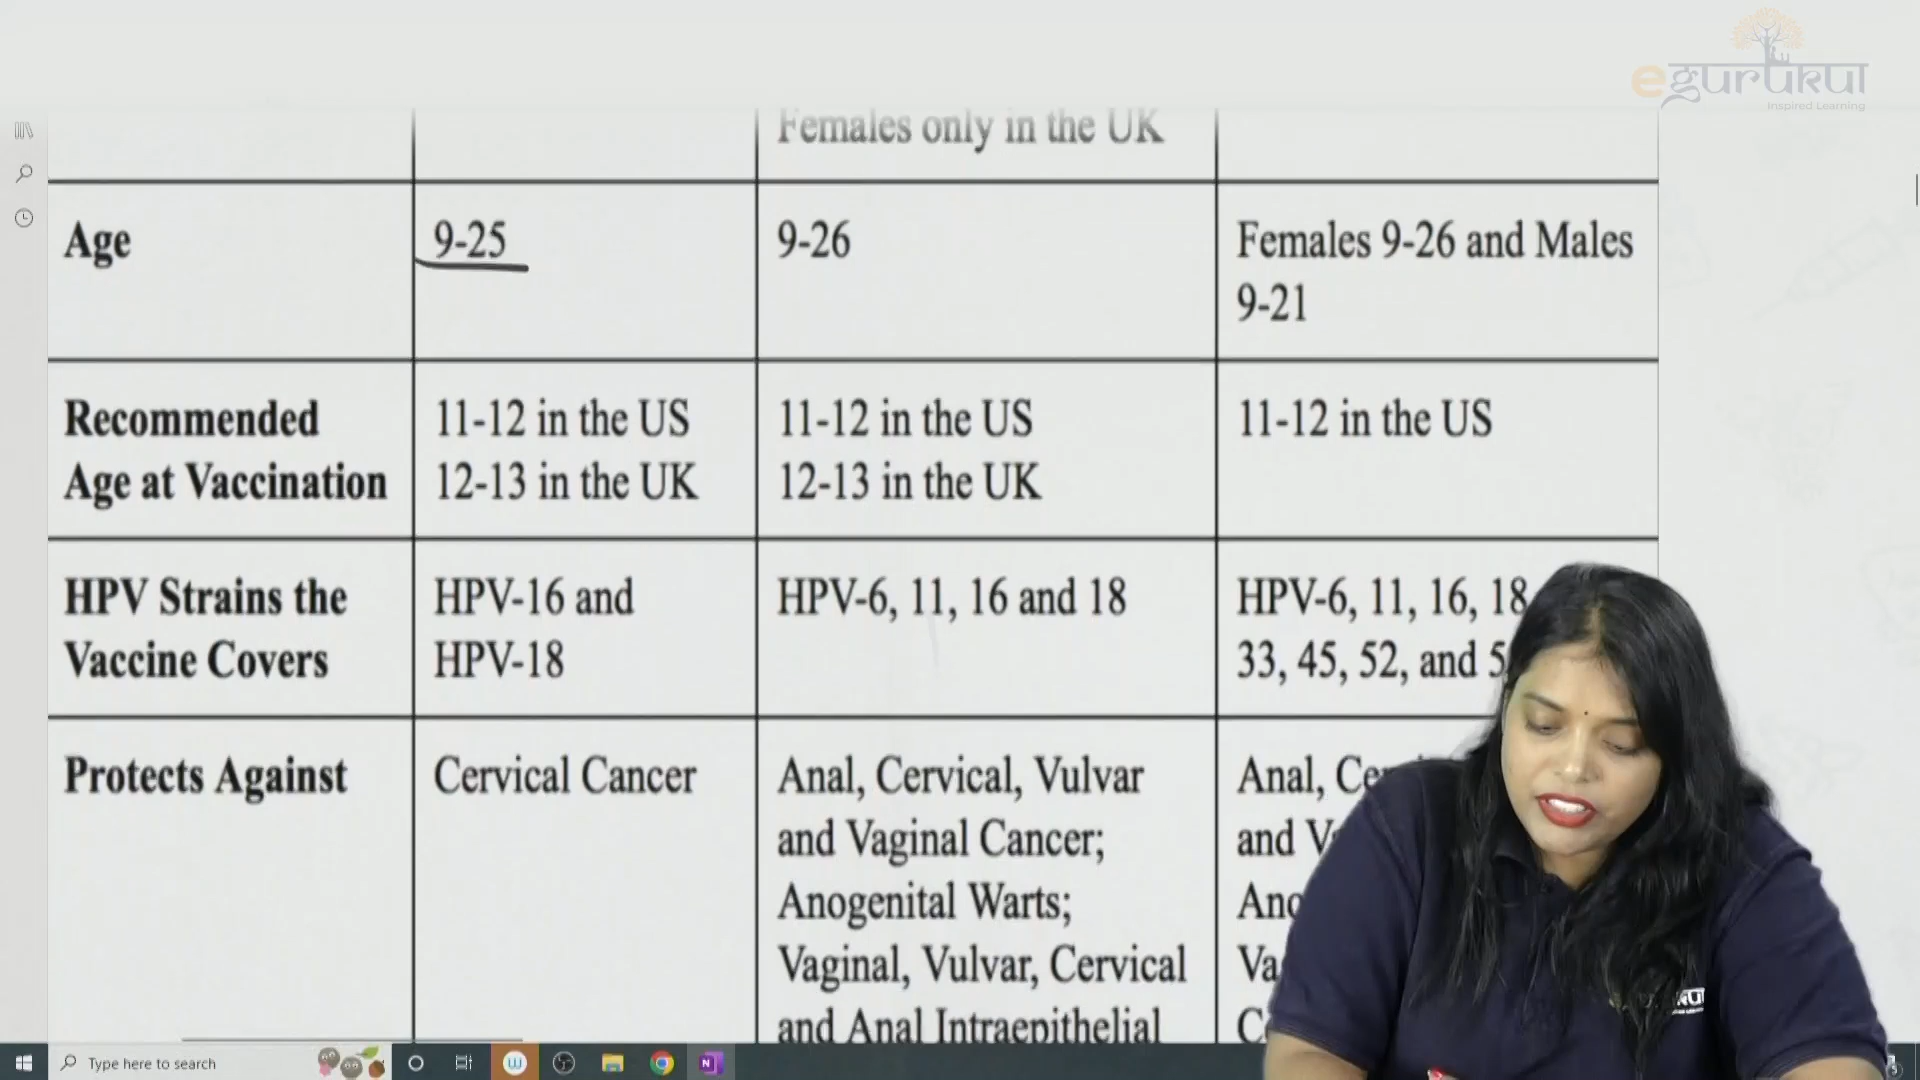 egurukul
Inspired Learning
Females only in the UK
Age
9-25
9-26
Females 9-26 and Males
9-21
Recommended
Age at Vaccination
11-12 in the US
12-13 in the UK
11-12 in the US
12-13 in the UK
11-12 in the US
HPV Strains the
Vaccine Covers
HPV-16 and
HPV-18
HPV-6, 11, 16 and 18
HPV-6, 11, 16, 18
33, 45, 52, and
Protects Against
Cervical Cancer
Anal, Cervical, Vulvar
and Vaginal Cancer;
Anogenital Warts;
Vaginal, Vulvar, Cervical
and Anal Intraepithelial
Anal,
and
Type here to search